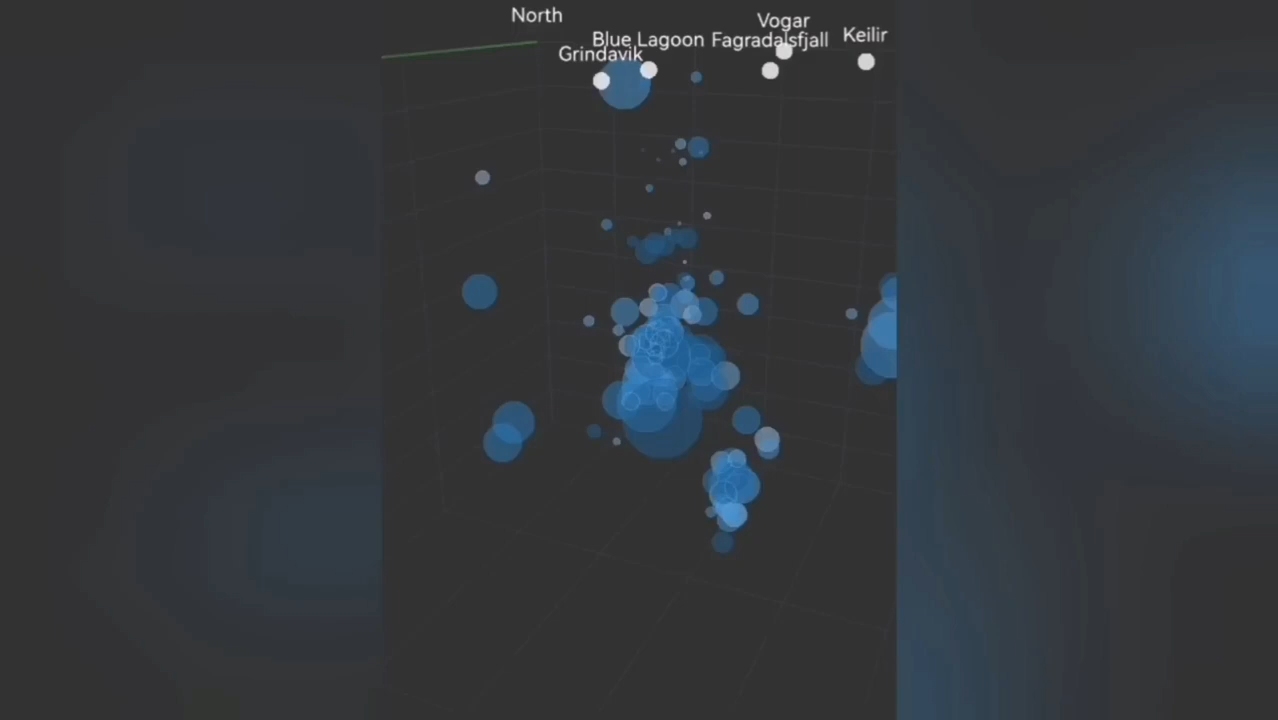 North
Vogar
Blue Lagoon
Fagradalsfjall
Keilir
Grindavik